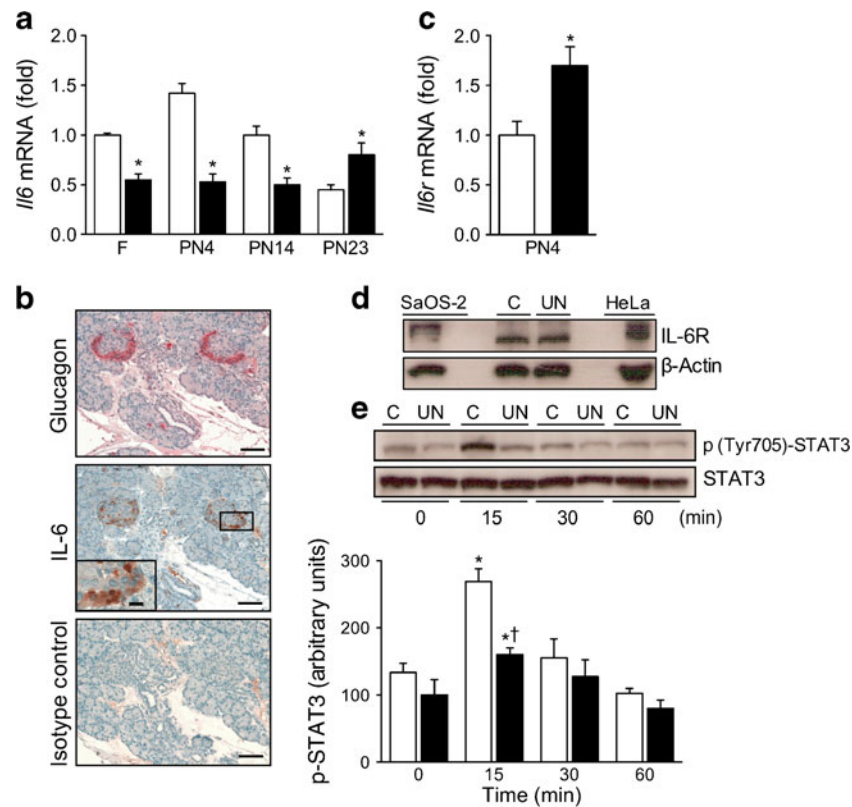 a
Il6 mRNA (fold)
2.0
1.5
1.0
0.5
0.0
* * * *
F PN4 PN14 PN23
c
Il6r mRNA (fold)
2.0
1.5
1.0
0.5
0.0
*
PN4
b
Glucagon
IL-6
Isotype control
d
SaOS-2 C UN HeLa
IL-6R
β-Actin
e
C UN C UN C UN C UN
p (Tyr705)-STAT3
STAT3
0 15 30 60 (min)
p-STAT3 (arbitrary units)
300
200
100
0
*
*†
0 15 30 60
Time (min)